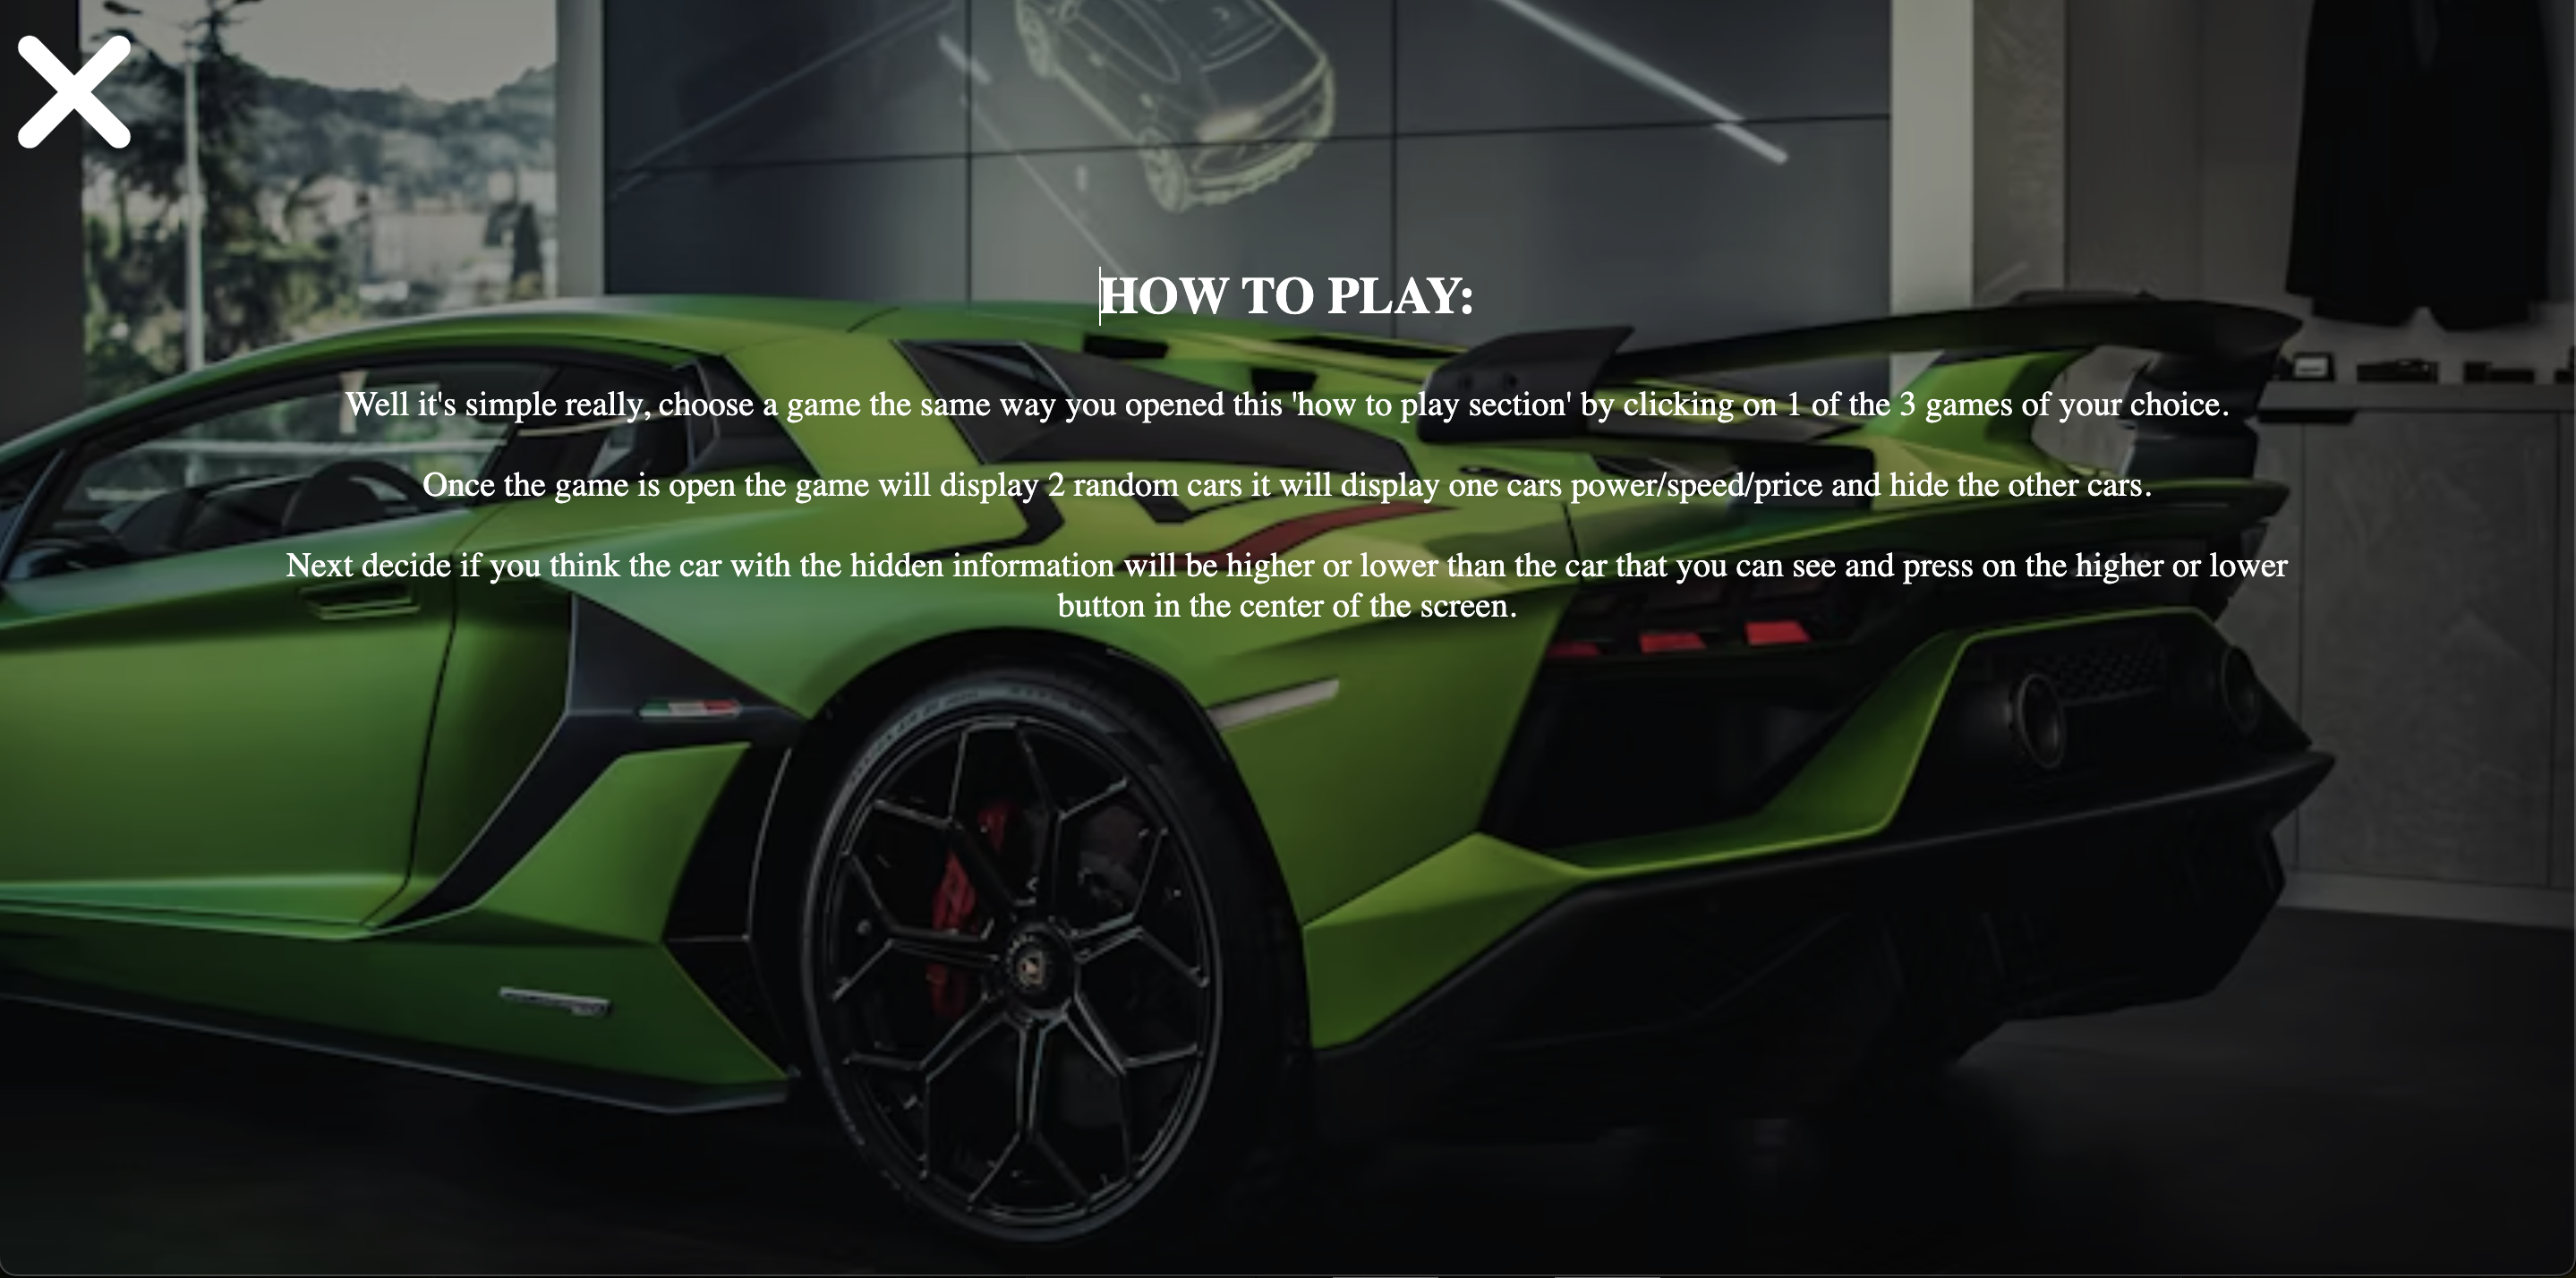 HOW TO PLAY:
Well it's simple really, choose a game the same way you opened this 'how to play section' by clicking on 1 of the 3 games of your choice.
Once the game is open the game will display 2 random cars it will display one cars power/speed/price and hide the other cars.
Next decide if you think the car with the hidden information will be higher or lower than the car that you can see and press on the higher or lower
button in the center of the screen.